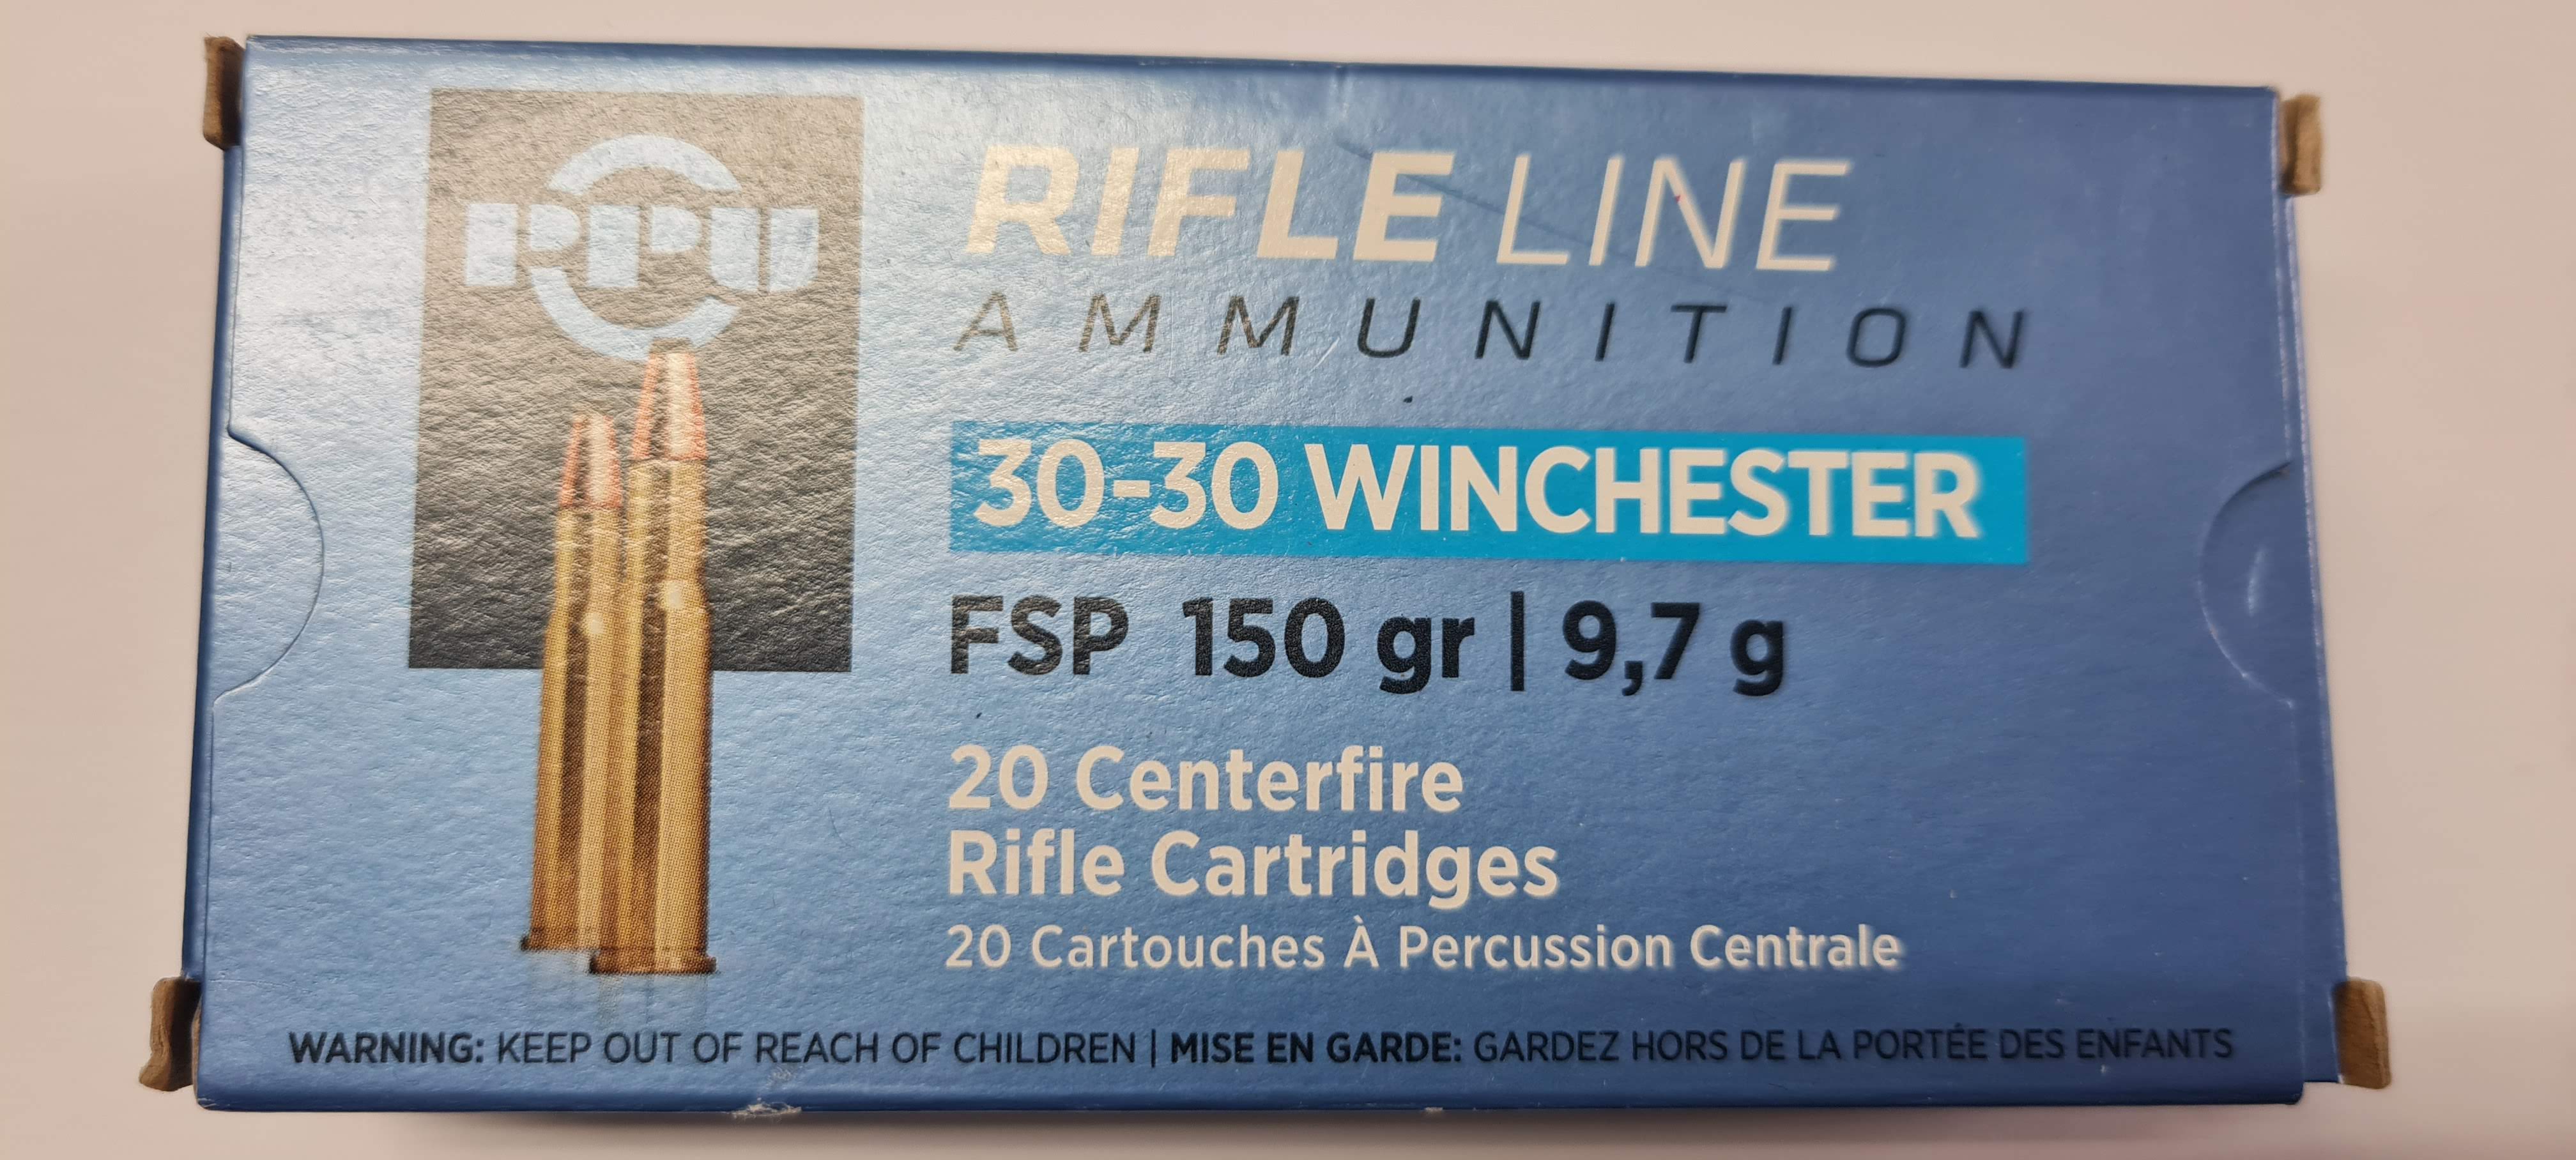 PPU
RIFLE LINE
AMMUNITION
30-30 WINCHESTER
FSP 150 gr | 9,7 g
20 Centerfire
Rifle Cartridges
20 Cartouches À Percussion Centrale
WARNING: KEEP OUT OF REACH OF CHILDREN | MISE EN GARDE: GARDEZ HORS DE LA PORTÉE DES ENFANTS